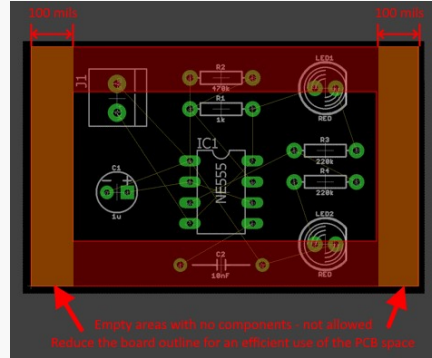 100 mils
100 mils
J1
R2
470k
LED1
R1
1k
RED
IC1
NE555
R3
220k
C1
R4
220k
1u
LED2
C2
10nF
RED
Empty areas with no components - not allowed
Reduce the board outline for an efficient use of the PCB space